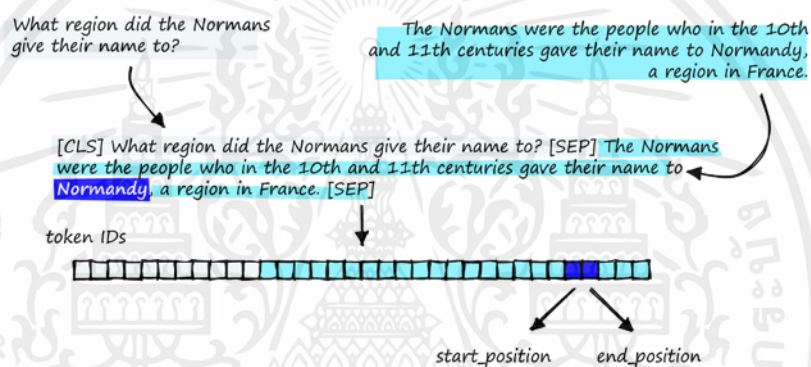 What region did the Normans
give their name to?
The Normans were the people who in the 10th
and 11th centuries gave their name to Normandy,
a region in France.
[CLS] What region did the Normans give their name to? [SEP] The Normans
were the people who in the 10th and 11th centuries gave their name to
Normandy, a region in France. [SEP]
token IDs
start_position end_position